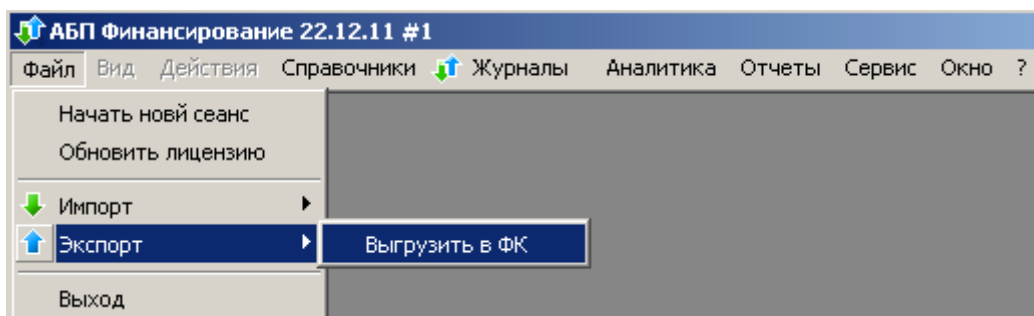 АБП Финансирование 22.12.11 #1
Файл Вид Действия Справочники Журналы Аналитика Отчеты Сервис Окно ?
Начать новй сеанс
Обновить лицензию
Импорт
Экспорт Выгрузить в ФК
Выход